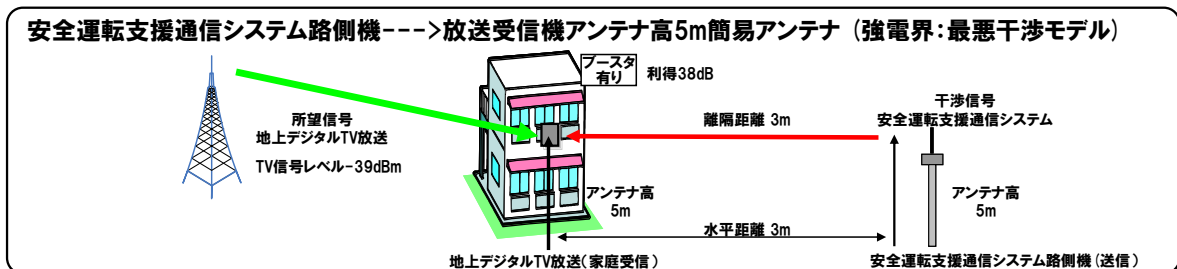 安全運転支援通信システム路側機--->放送受信機アンテナ高5m簡易アンテナ（強電界：最悪干渉モデル）
ブースタ
有り
利得38dB
所望信号
地上デジタルTV放送
TV信号レベル-39dBm
離隔距離 3m
干渉信号
安全運転支援通信システム
アンテナ高
5m
アンテナ高
5m
水平距離 3m
地上デジタルTV放送（家庭受信）
安全運転支援通信システム路側機（送信）